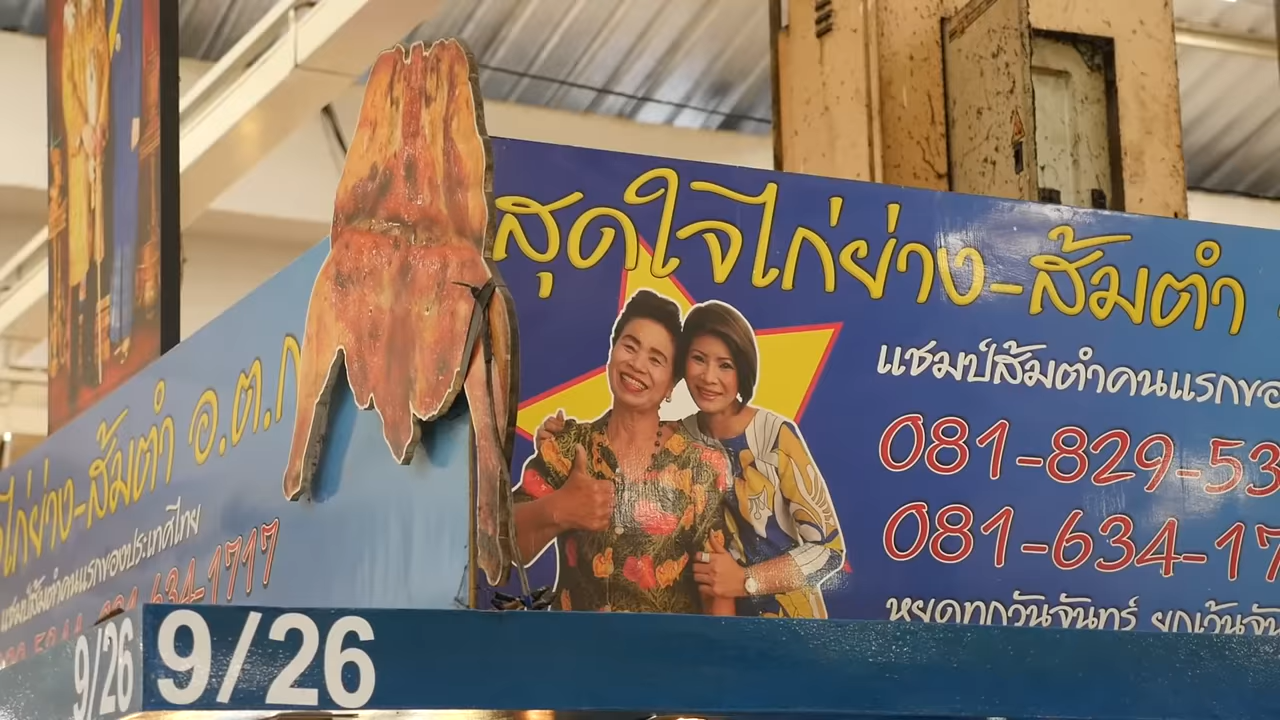 สุดใจไก่ย่าง-ส้มตำ
แชมป์ส้มตำคนแรกขอ
081-829-53
081-634-17
หยุดทุกวันจันทร์ ยกเว้นวัน
ไก่ย่าง-ส้มตำ อ.ต.ก
แชมป์ส้มตำคนแรกของประเทศไทย
634-1717
9/26
9/26